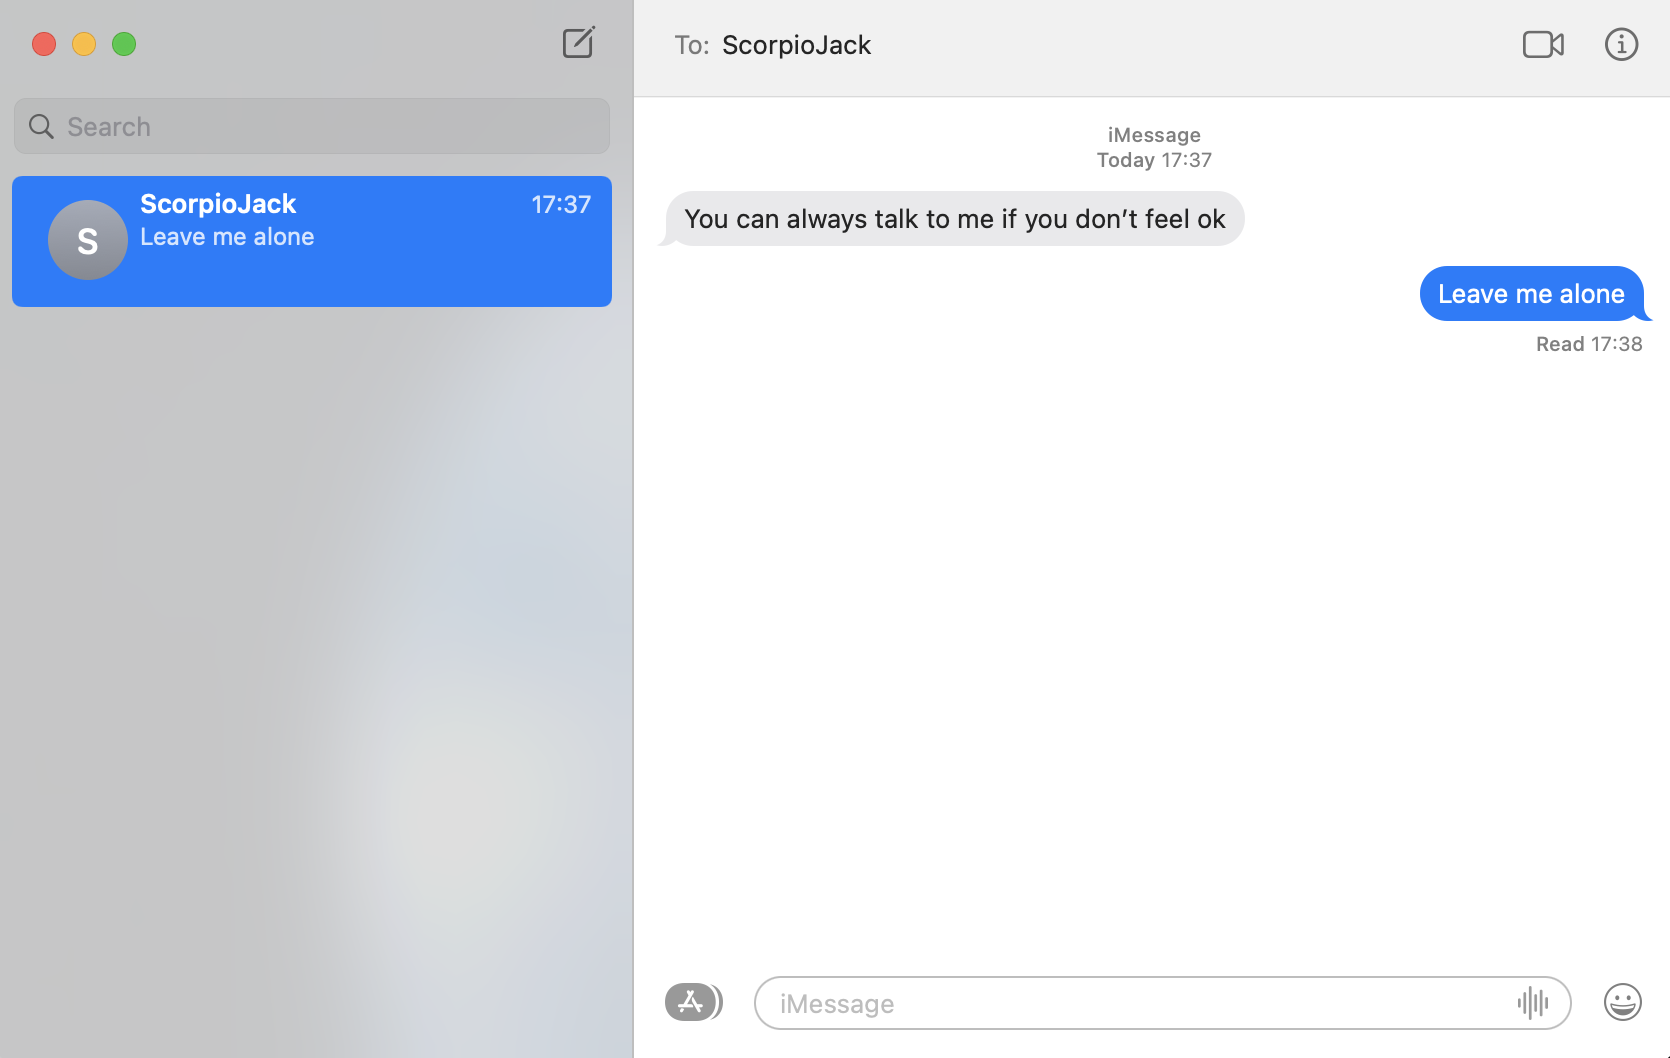 Search
ScorpioJack
17:37
S
Leave me alone
To: ScorpioJack
iMessage
Today 17:37
You can always talk to me if you don’t feel ok
Leave me alone
Read 17:38
iMessage